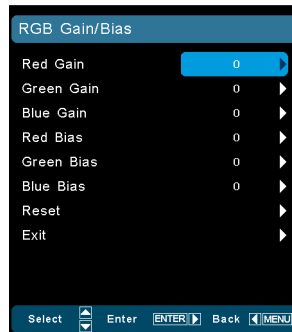 RGB Gain/Bias
Red Gain 0
Green Gain 0
Blue Gain 0
Red Bias 0
Green Bias 0
Blue Bias 0
Reset
Exit
Select Enter ENTER Back MENU